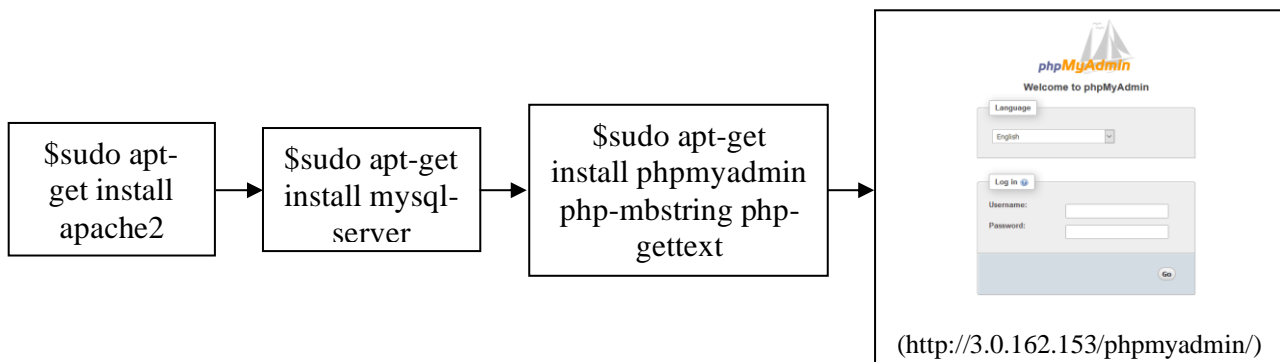 $sudo apt-
get install
apache2
$sudo apt-get
install mysql-
server
$sudo apt-get
install phpmyadmin
php-mbstring php-
gettext
phpMyAdmin
Welcome to phpMyAdmin
Language
English
Log in
Username:
Password:
Go
(http://3.0.162.153/phpmyadmin/)